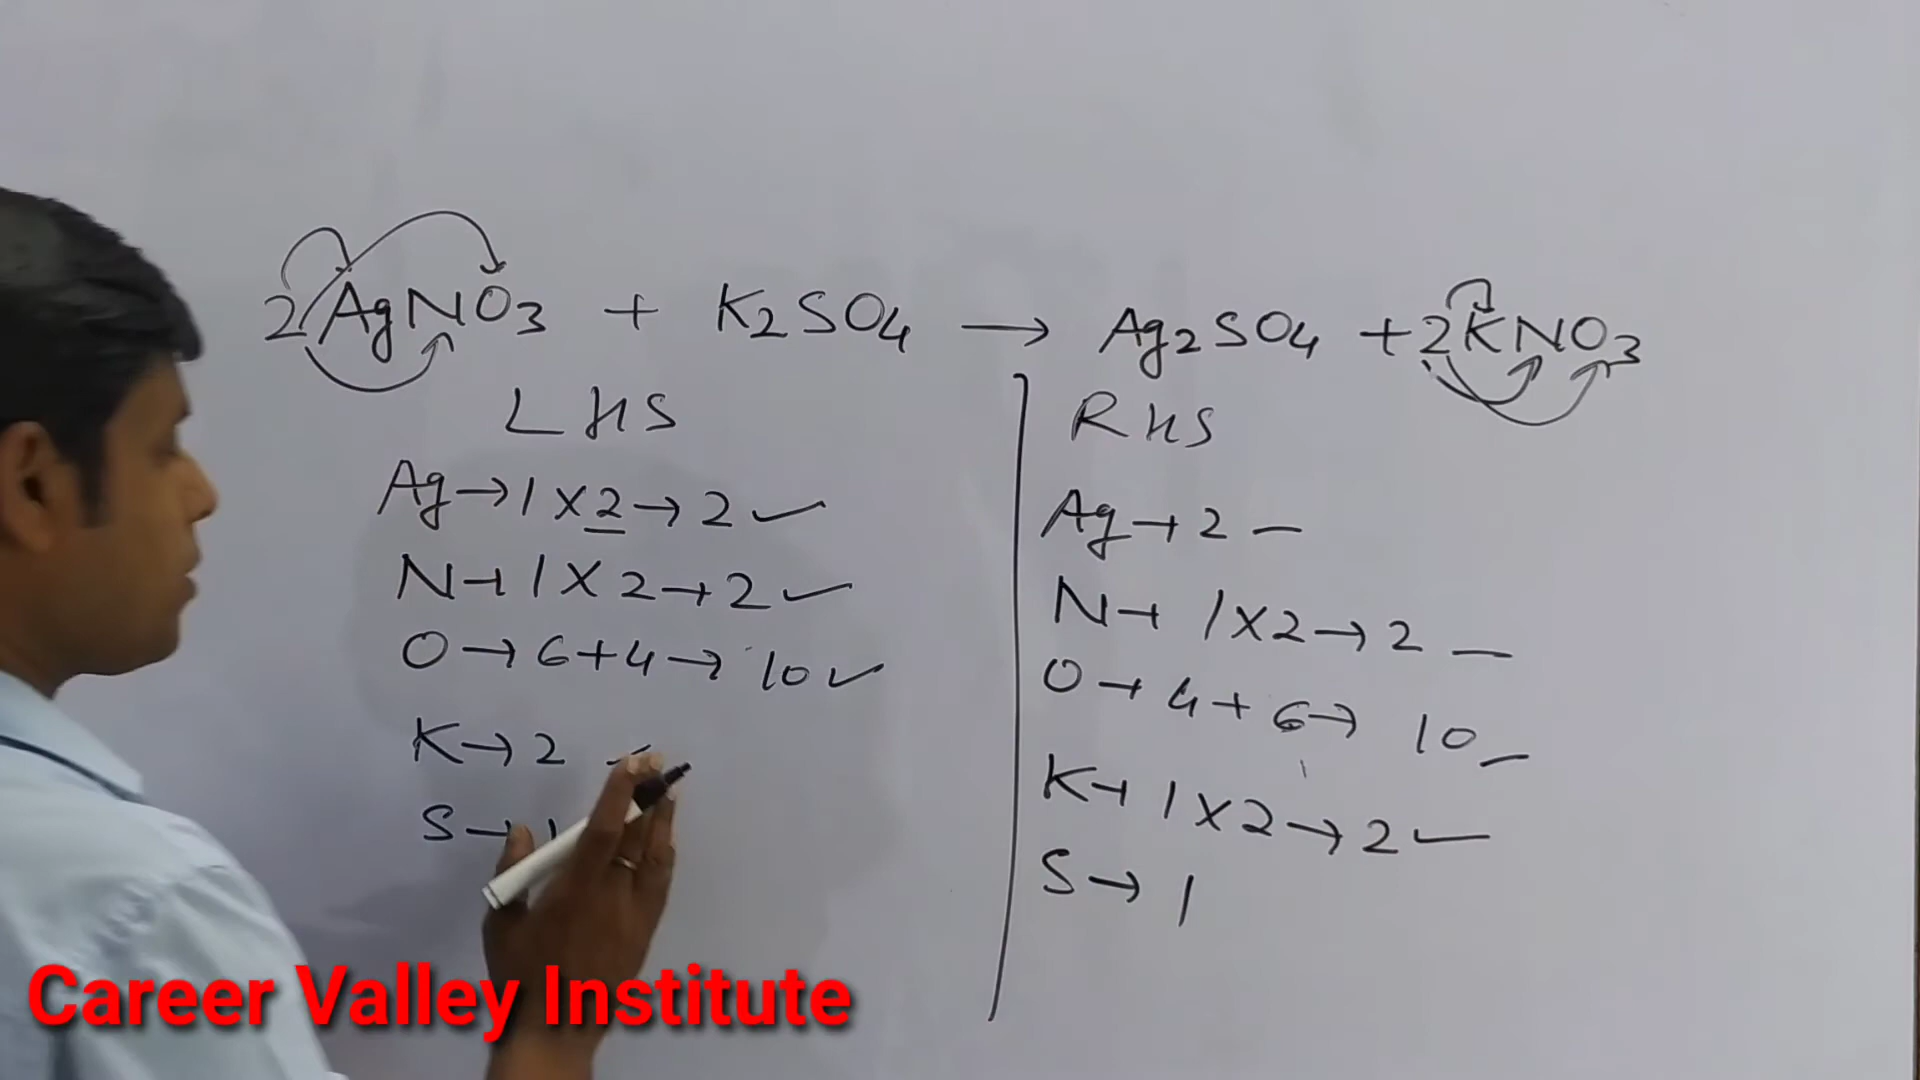 2AgNO3 + K2SO4 → Ag2SO4 + 2KNO3
LHS
Ag → 1 × 2 → 2 ✓
N → 1 × 2 → 2 ✓
O → 6 + 4 → 10 ✓
K → 2 ✓
S → 1
RHS
Ag → 2 –
N → 1 × 2 → 2 –
O → 4 + 6 → 10 –
K → 1 × 2 → 2 ✓
S → 1
Career Valley Institute